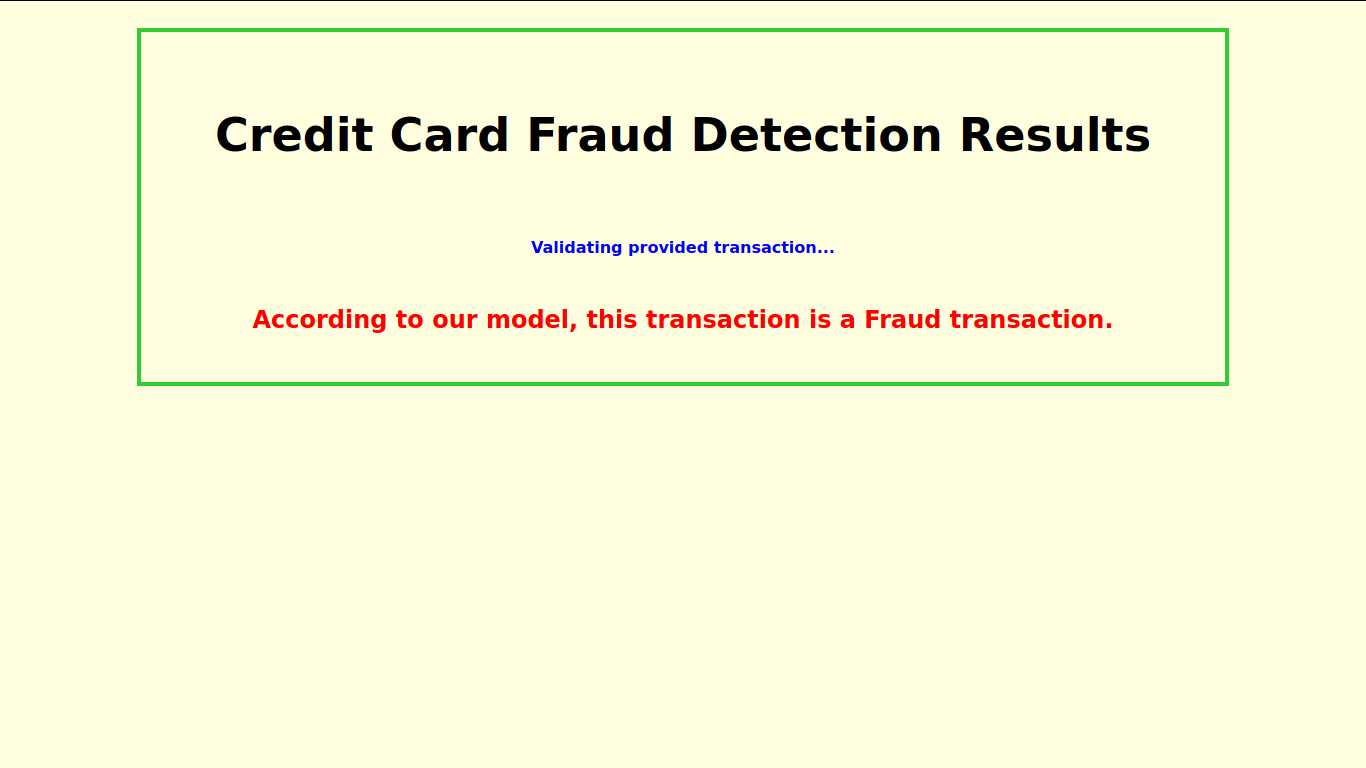 Credit Card Fraud Detection Results
Validating provided transaction...
According to our model, this transaction is a Fraud transaction.